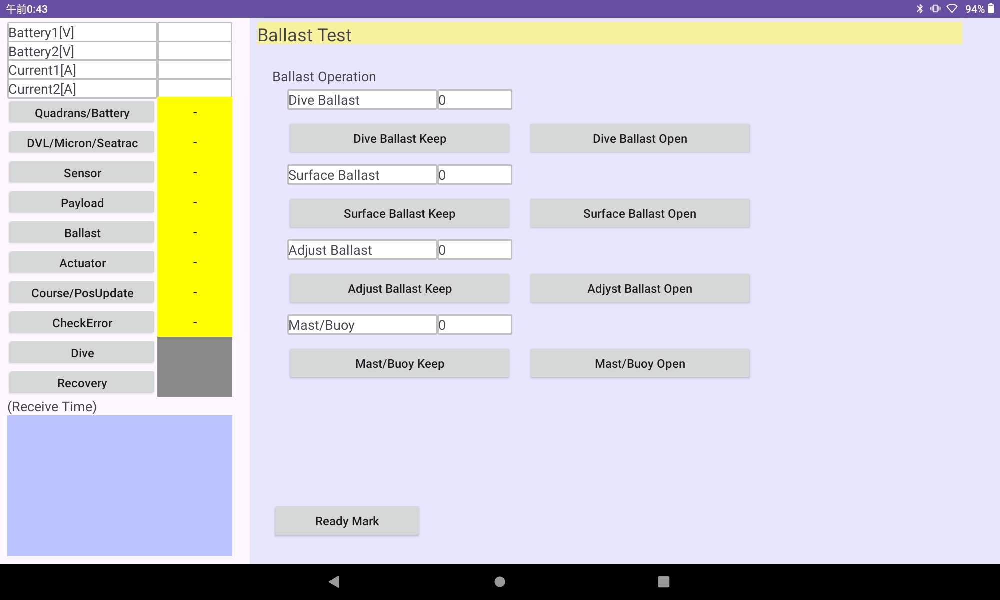 午前0:43 94%
Battery1[V]
Battery2[V]
Current1[A]
Current2[A]
Quadrans/Battery -
DVL/Micron/Seatrac -
Sensor -
Payload -
Ballast -
Actuator -
Course/PosUpdate -
CheckError -
Dive
Recovery
(Receive Time)
Ballast Test
Ballast Operation
Dive Ballast 0
Dive Ballast Keep Dive Ballast Open
Surface Ballast 0
Surface Ballast Keep Surface Ballast Open
Adjust Ballast 0
Adjust Ballast Keep Adjyst Ballast Open
Mast/Buoy 0
Mast/Buoy Keep Mast/Buoy Open
Ready Mark